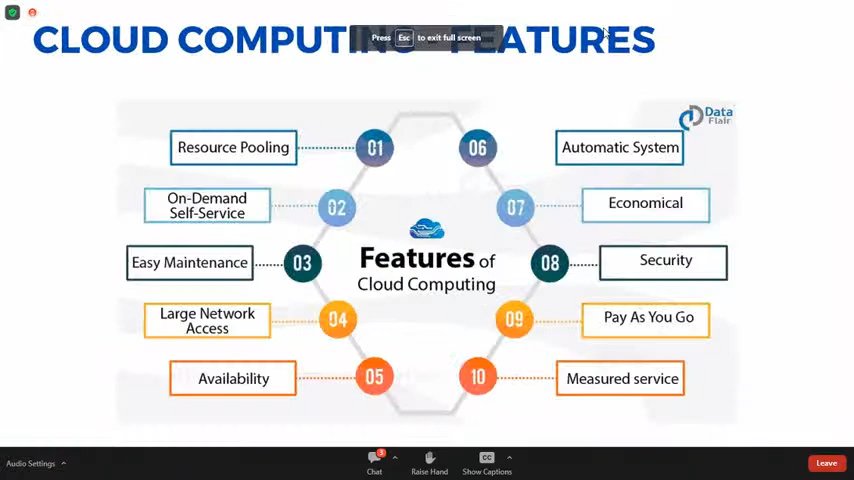 CLOUD COMPUTING - FEATURES
Press Esc to exit full screen
Data
Flair
Resource Pooling
01
06
Automatic System
On-Demand
Self-Service
02
07
Economical
Easy Maintenance
03
Features of
Cloud Computing
08
Security
Large Network
Access
04
09
Pay As You Go
Availability
05
10
Measured service
Audio Settings
3
Chat
Raise Hand
CC
Show Captions
Leave